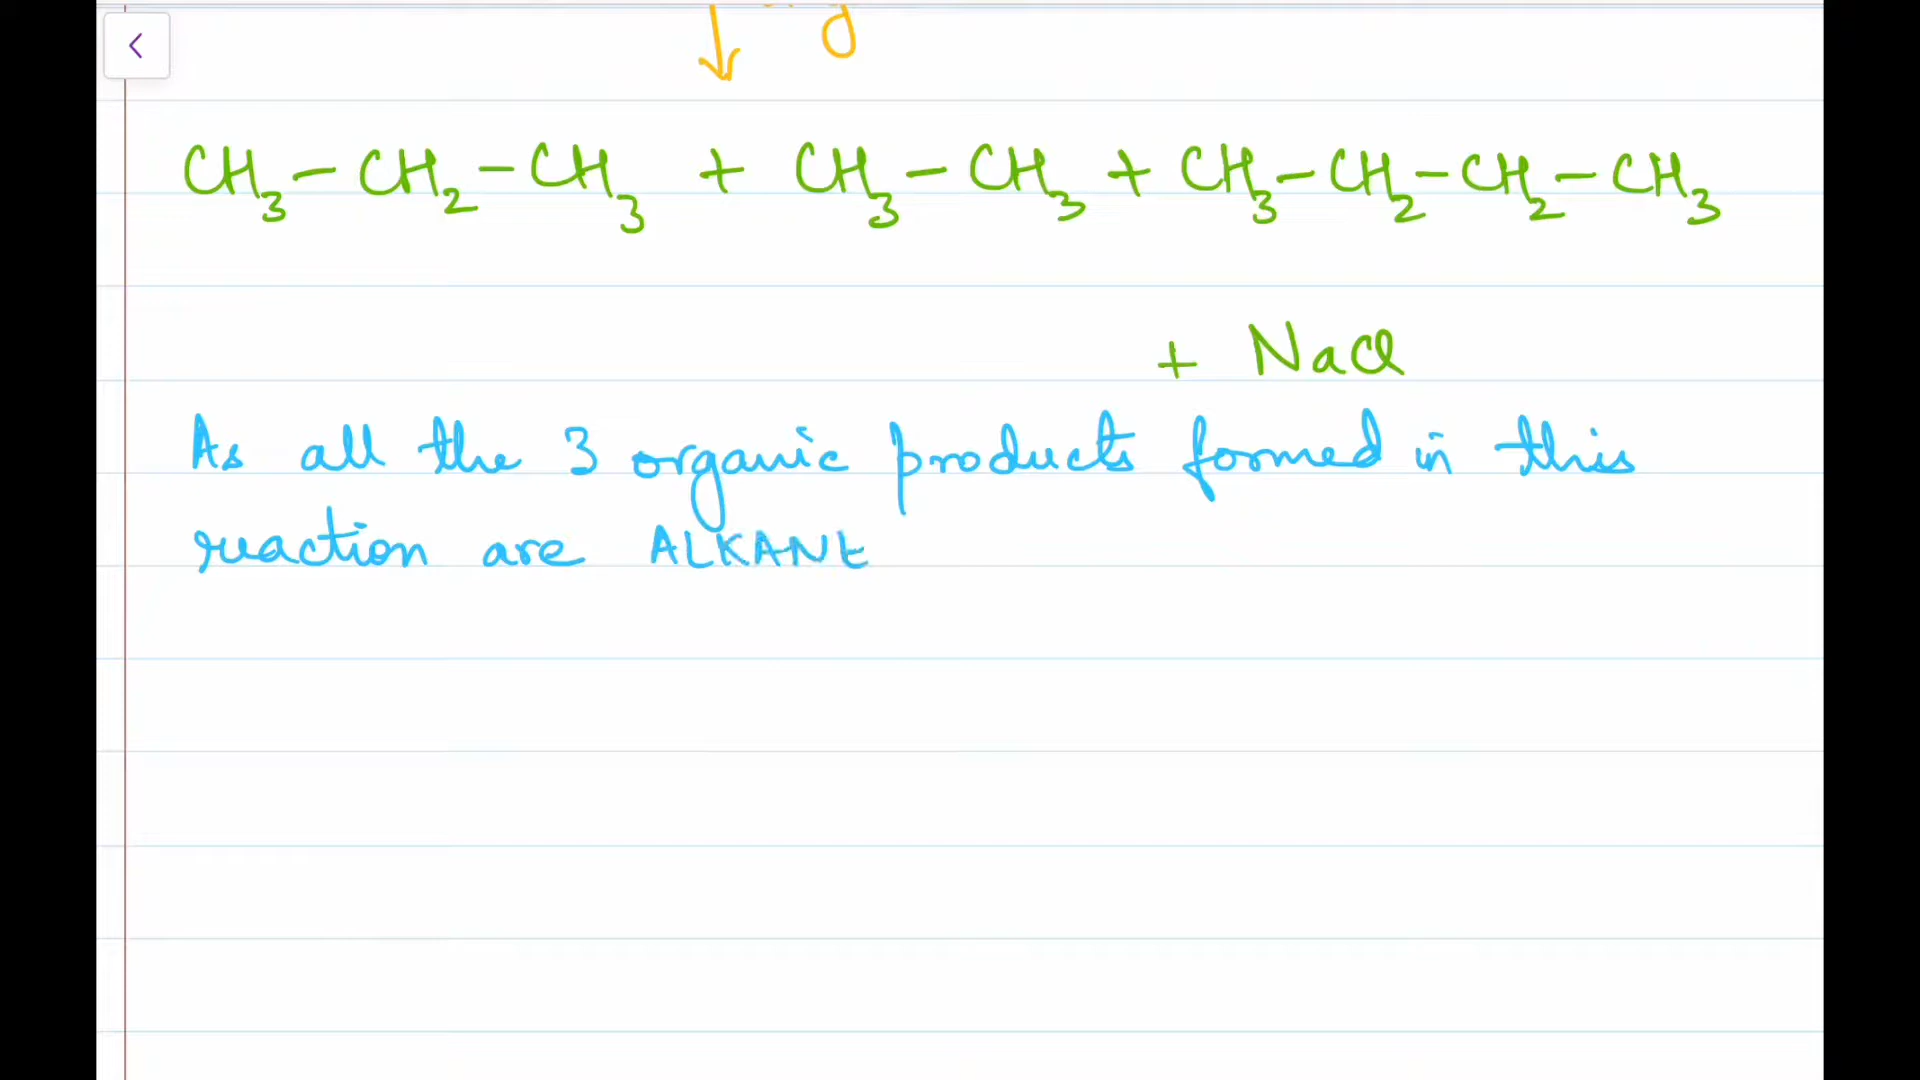 CH₃-CH₂-CH₃ + CH₃-CH₃ + CH₃-CH₂-CH₂-CH₃
+ NaCl
As all the 3 organic products formed in this
reaction are ALKANE